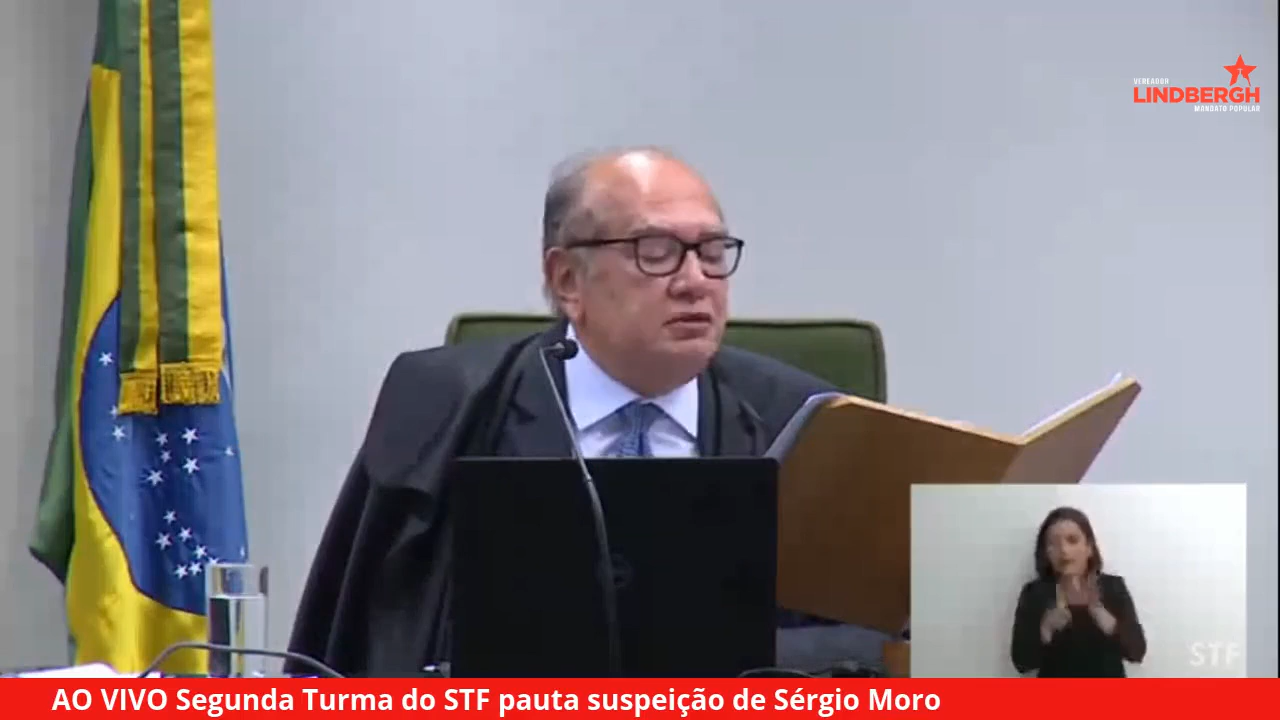 VEREADOR
LINDBERGH
MANDATO POPULAR
STF
AO VIVO Segunda Turma do STF pauta suspeição de Sérgio Moro